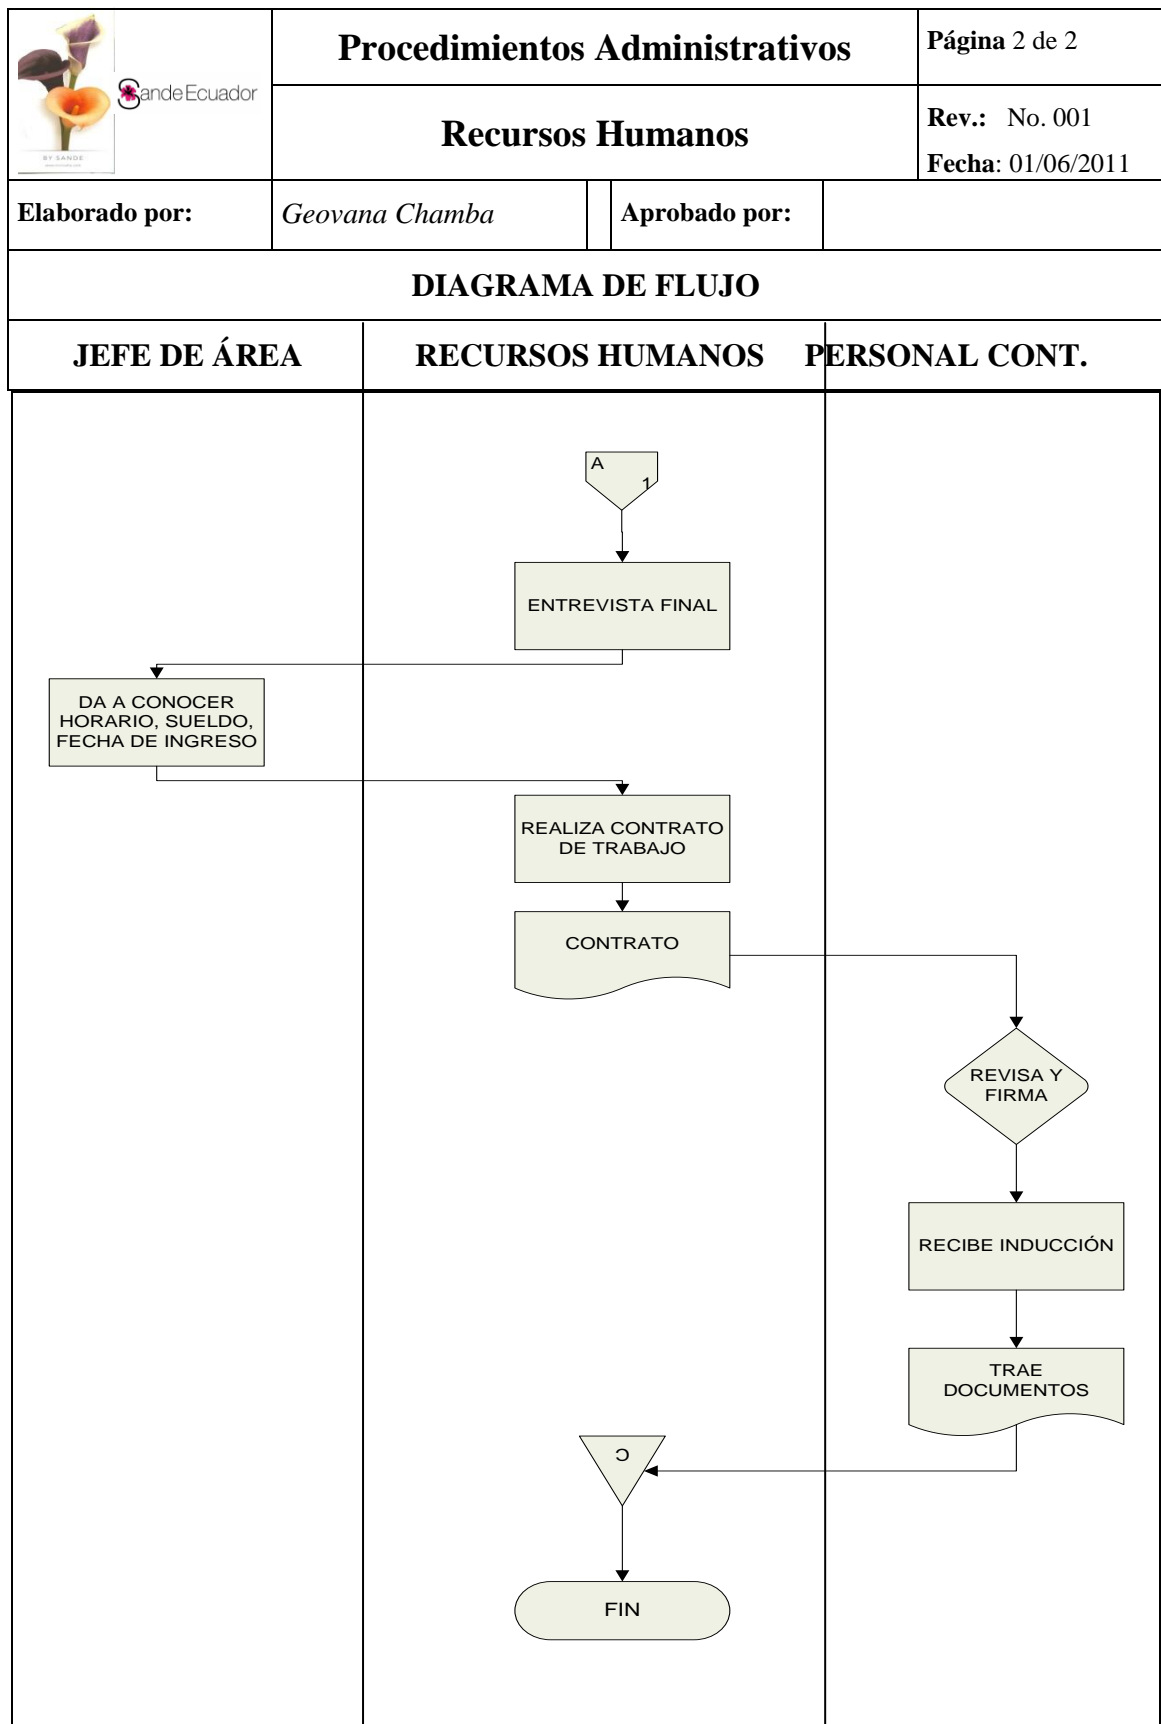 Procedimientos Administrativos
Página 2 de 2
Sande Ecuador
BY SANDE
Recursos Humanos
Rev.: No. 001
Fecha: 01/06/2011
Elaborado por:
Geovana Chamba
Aprobado por:
DIAGRAMA DE FLUJO
JEFE DE ÁREA
RECURSOS HUMANOS
PERSONAL CONT.
A
1
ENTREVISTA FINAL
DA A CONOCER
HORARIO, SUELDO,
FECHA DE INGRESO
REALIZA CONTRATO
DE TRABAJO
CONTRATO
REVISA Y
FIRMA
RECIBE INDUCCIÓN
TRAE
DOCUMENTOS
C
FIN